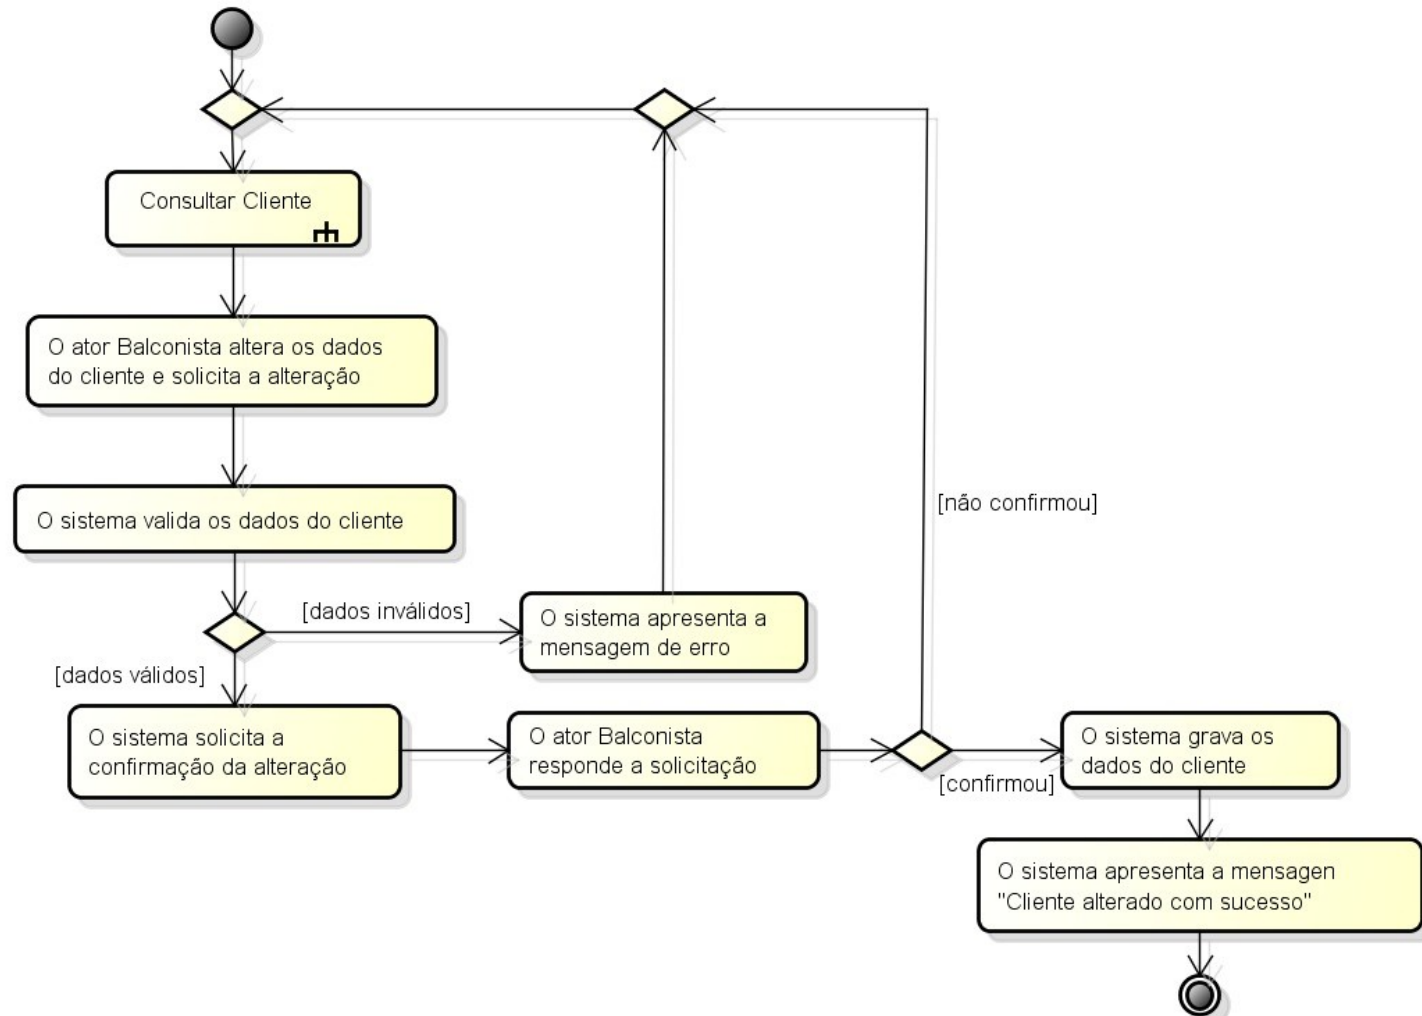 Consultar Cliente
O ator Balconista altera os dados
do cliente e solicita a alteração
O sistema valida os dados do cliente
[não confirmou]
[dados inválidos]
O sistema apresenta a
mensagem de erro
[dados válidos]
O sistema solicita a
confirmação da alteração
O ator Balconista
responde a solicitação
[confirmou]
O sistema grava os
dados do cliente
O sistema apresenta a mensagen
"Cliente alterado com sucesso"